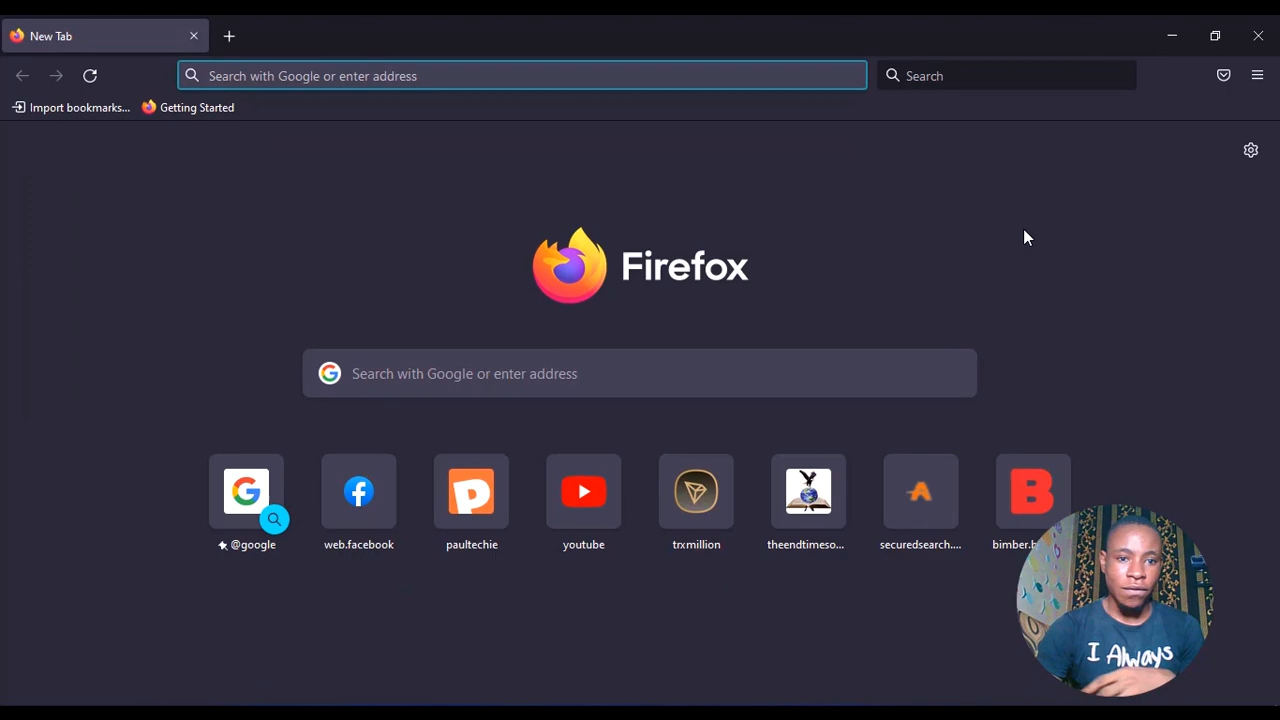 New Tab
Search with Google or enter address
Search
Import bookmarks...
Getting Started
Firefox
Search with Google or enter address
@google
web.facebook
paultechie
youtube
trxmillion
theendtimeso...
securedsearch....
bimber.b
I Always